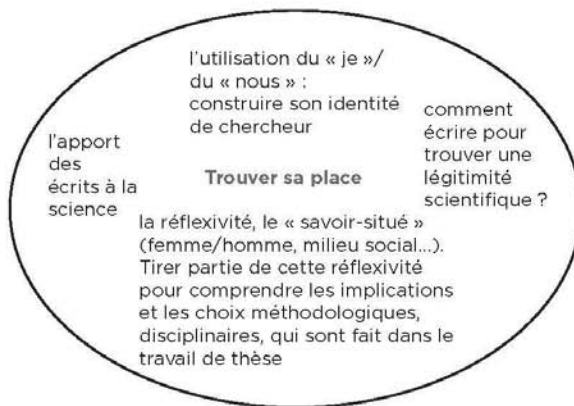 l'utilisation du « je »/
du « nous » :
construire son identité
de chercheur
l'apport
des
écrits à la
science
Trouver sa place
comment
écrire pour
trouver une
légitimité
scientifique ?
la réflexivité, le « savoir-situé »
(femme/homme, milieu social...).
Tirer partie de cette réflexivité
pour comprendre les implications
et les choix méthodologiques,
disciplinaires, qui sont fait dans le
travail de thèse